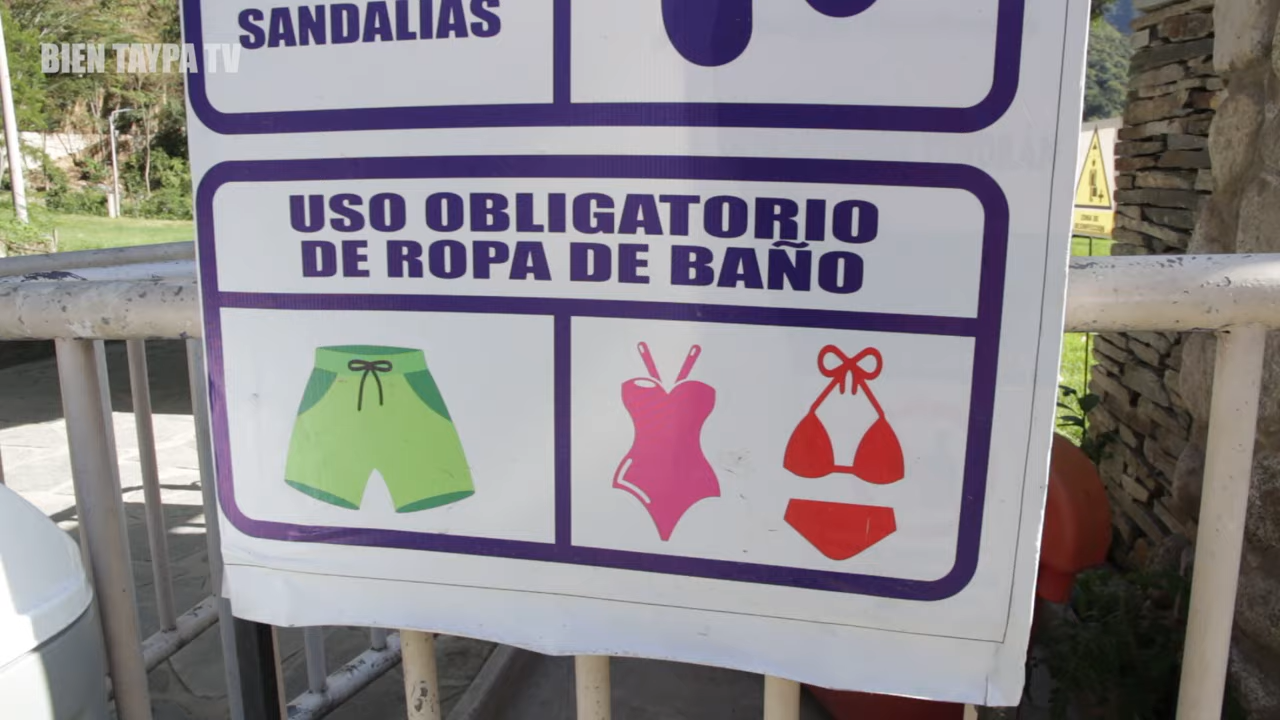 SANDALIAS
BIEN TAYPA TV
USO OBLIGATORIO
DE ROPA DE BAÑO